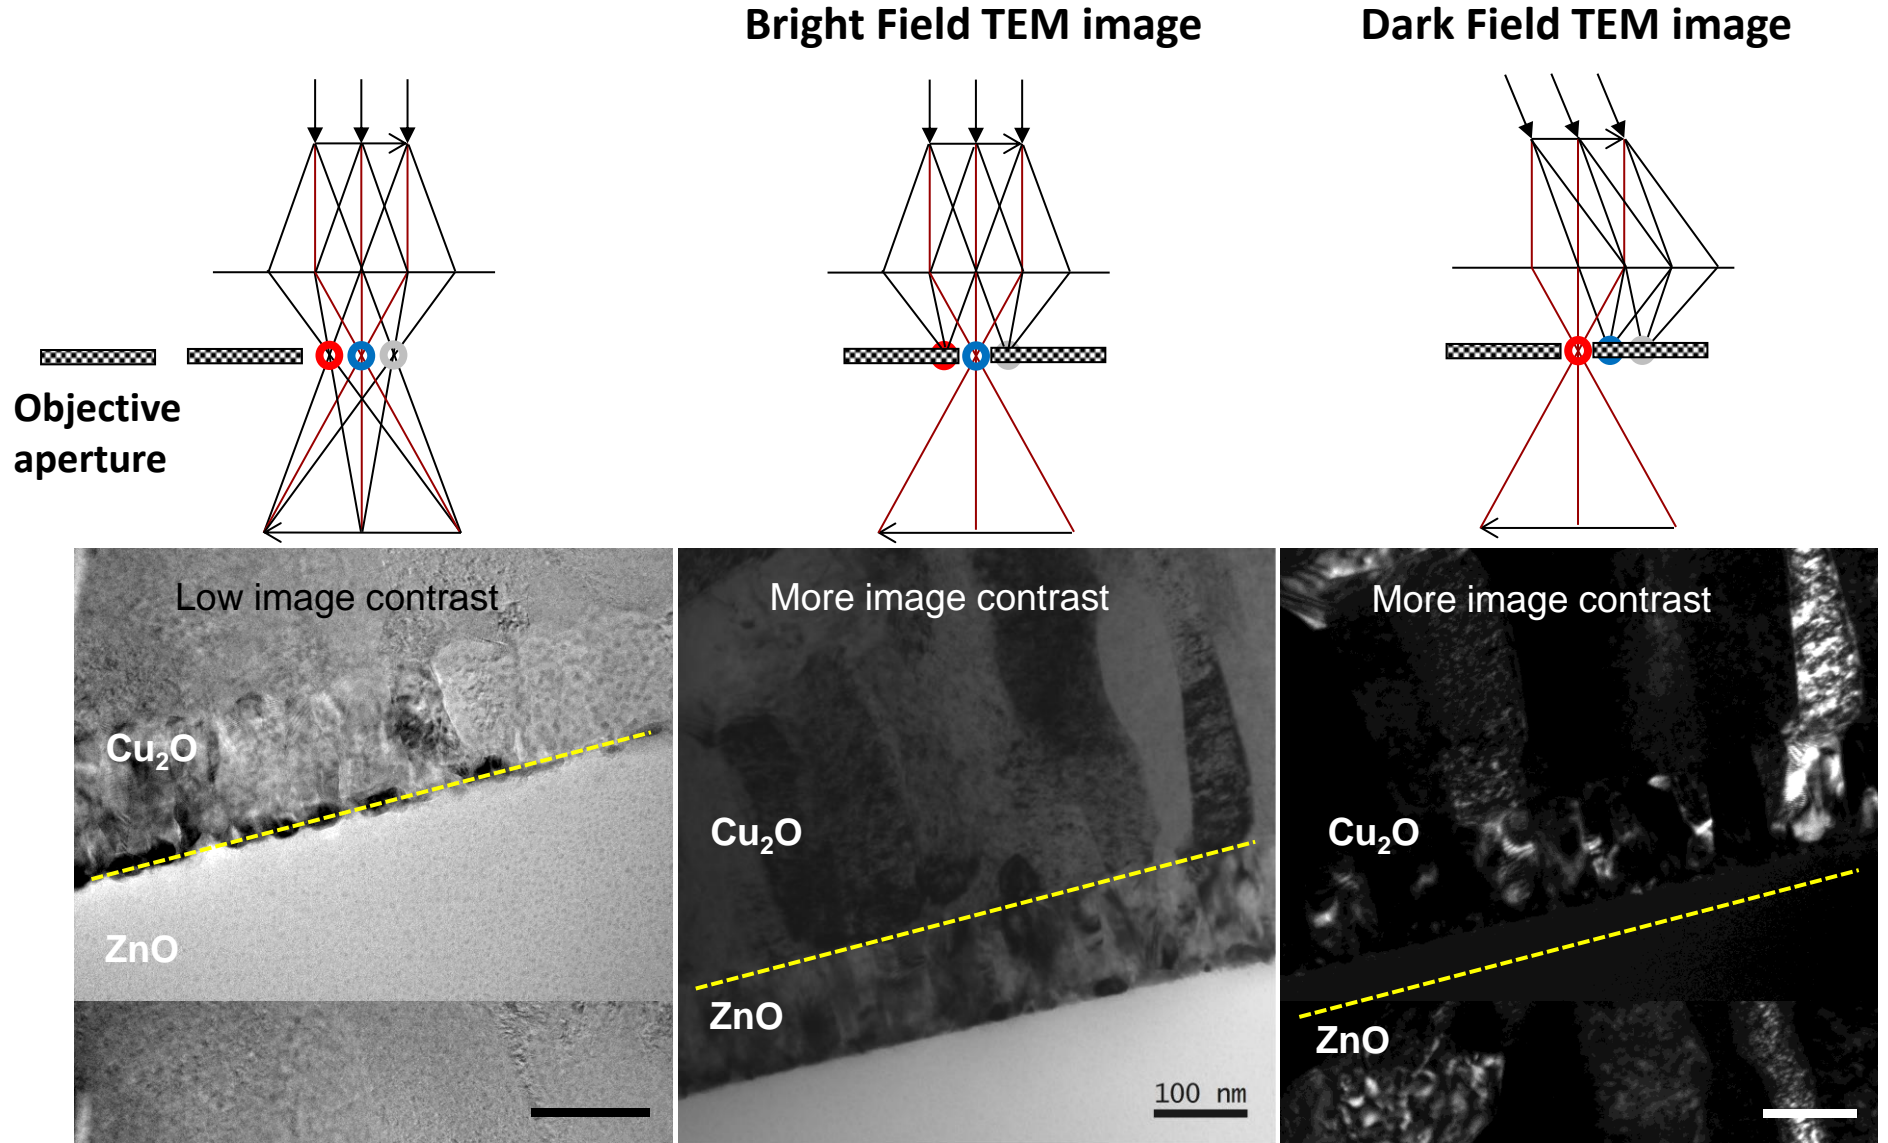 Bright Field TEM image
Dark Field TEM image
Objective
aperture
Low image contrast
More image contrast
More image contrast
Cu₂O
Cu₂O
Cu₂O
ZnO
ZnO
ZnO
100 nm